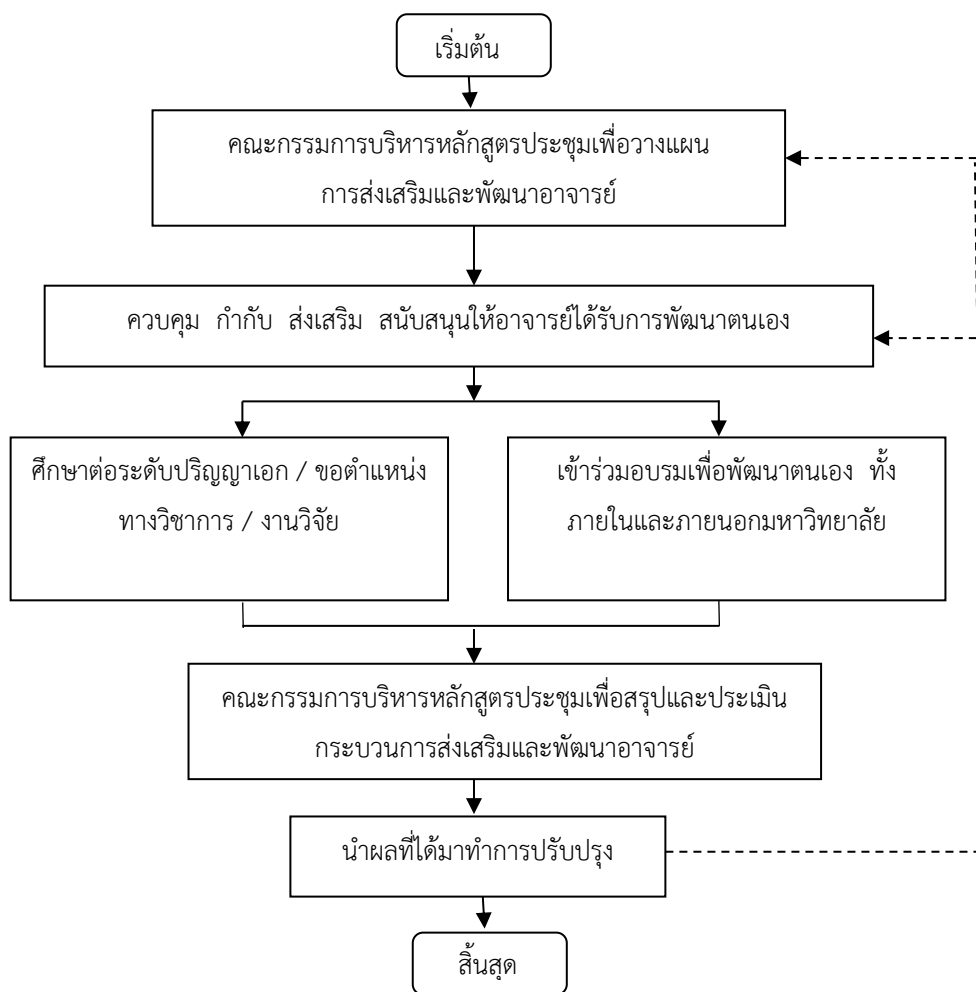 เริ่มต้น
คณะกรรมการบริหารหลักสูตรประชุมเพื่อวางแผน
การส่งเสริมและพัฒนาอาจารย์
ควบคุม กำกับ ส่งเสริม สนับสนุนให้อาจารย์ได้รับการพัฒนาตนเอง
ศึกษาต่อระดับปริญญาเอก / ขอตำแหน่ง
ทางวิชาการ / งานวิจัย
เข้าร่วมอบรมเพื่อพัฒนาตนเอง ทั้ง
ภายในและภายนอกมหาวิทยาลัย
คณะกรรมการบริหารหลักสูตรประชุมเพื่อสรุปและประเมิน
กระบวนการส่งเสริมและพัฒนาอาจารย์
นำผลที่ได้มาทำการปรับปรุง
สิ้นสุด